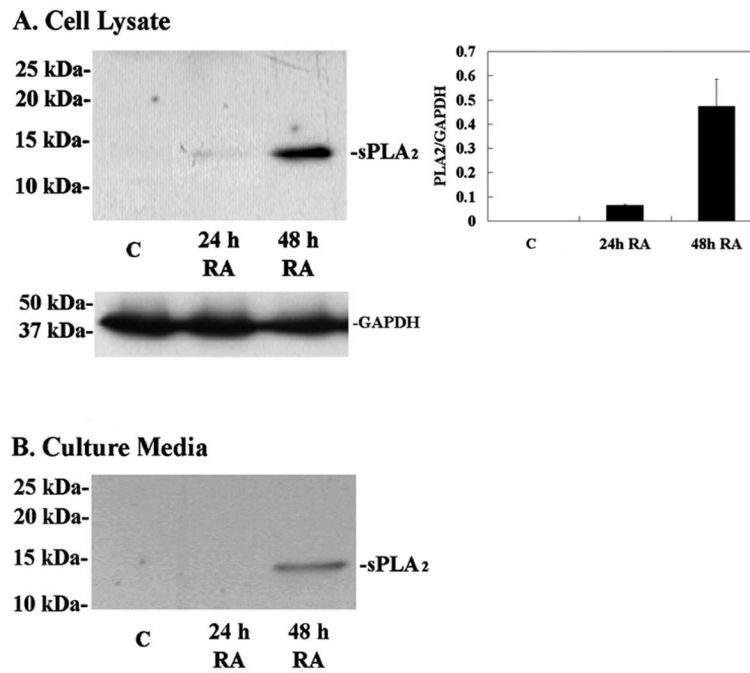 A. Cell Lysate
25 kDa-
20 kDa-
15 kDa-
10 kDa-
-sPLA2
C
24 h
RA
48 h
RA
50 kDa-
37 kDa-
-GAPDH
PLA2/GAPDH
0.7
0.6
0.5
0.4
0.3
0.2
0.1
0
C
24h RA
48h RA
B. Culture Media
25 kDa-
20 kDa-
15 kDa-
10 kDa-
-sPLA2
C
24 h
RA
48 h
RA